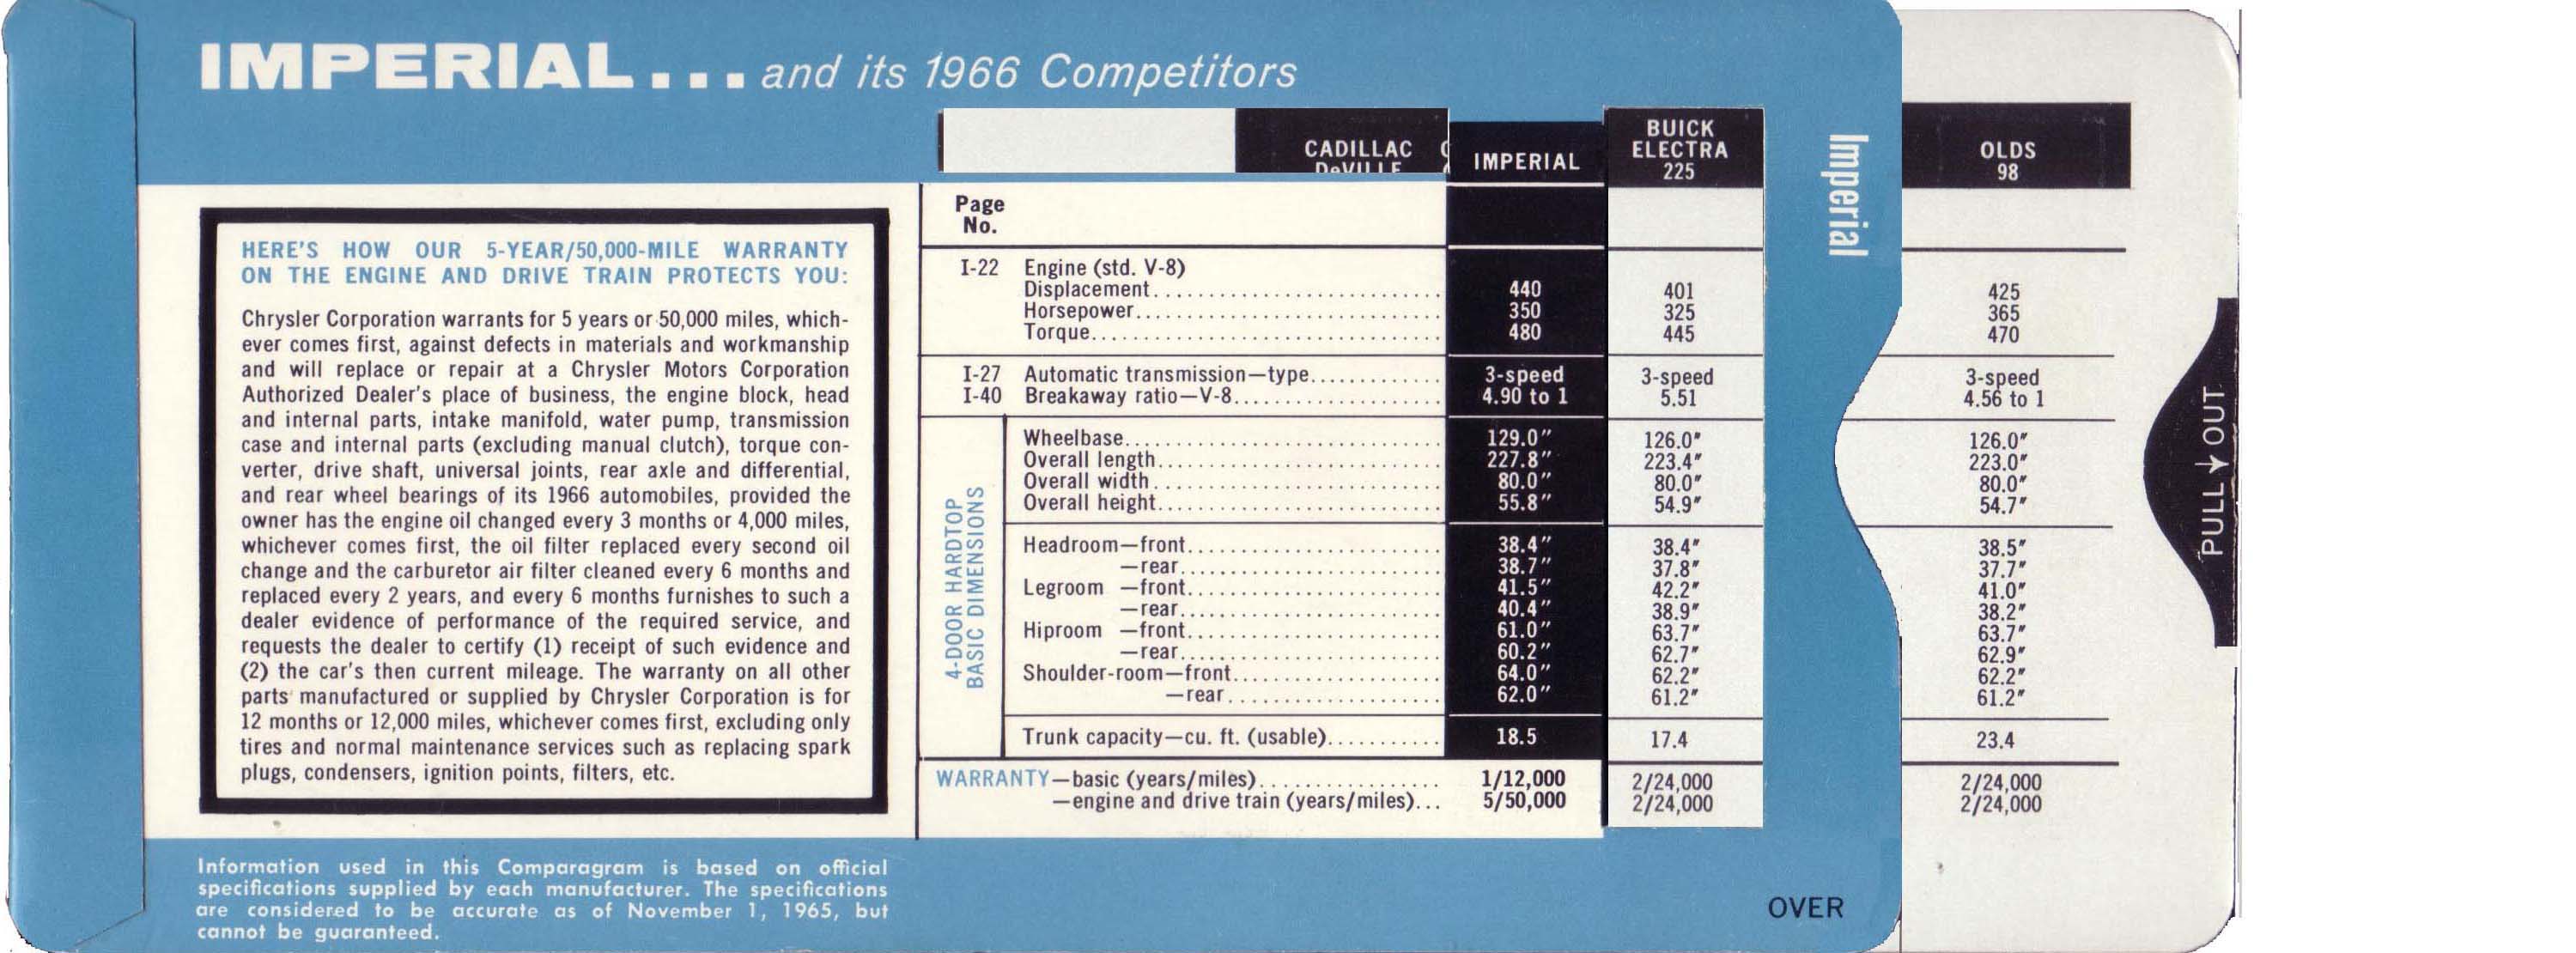 IMPERIAL... and its 1966 Competitors
CADILLAC
DeVILLE
IMPERIAL
BUICK
ELECTRA
225
Imperial
OLDS
98
HERE'S HOW OUR 5-YEAR/50,000-MILE WARRANTY
ON THE ENGINE AND DRIVE TRAIN PROTECTS YOU:
Chrysler Corporation warrants for 5 years or 50,000 miles, which-
ever comes first, against defects in materials and workmanship
and will replace or repair at a Chrysler Motors Corporation
Authorized Dealer's place of business, the engine block, head
and internal parts, intake manifold, water pump, transmission
case and internal parts (excluding manual clutch), torque con-
verter, drive shaft, universal joints, rear axle and differential,
and rear wheel bearings of its 1966 automobiles, provided the
owner has the engine oil changed every 3 months or 4,000 miles,
whichever comes first, the oil filter replaced every second oil
change and the carburetor air filter cleaned every 6 months and
replaced every 2 years, and every 6 months furnishes to such a
dealer evidence of performance of the required service, and
requests the dealer to certify (1) receipt of such evidence and
(2) the car's then current mileage. The warranty on all other
parts manufactured or supplied by Chrysler Corporation is for
12 months or 12,000 miles, whichever comes first, excluding only
tires and normal maintenance services such as replacing spark
plugs, condensers, ignition points, filters, etc.
Information used in this Comparagram is based on official
specifications supplied by each manufacturer. The specifications
are considered to be accurate as of November 1, 1965, but
cannot be guaranteed.
Page
No.
I-22 Engine (std. V-8)
Displacement 440 401 425
Horsepower 350 325 365
Torque 480 445 470
I-27 Automatic transmission—type 3-speed 3-speed 3-speed
I-40 Breakaway ratio—V-8 4.90 to 1 5.51 4.56 to 1
4-DOOR HARDTOP
BASIC DIMENSIONS
Wheelbase 129.0" 126.0" 126.0"
Overall length 227.8" 223.4" 223.0"
Overall width 80.0" 80.0" 80.0"
Overall height 55.8" 54.9" 54.7"
Headroom—front 38.4" 38.4" 38.5"
—rear 38.7" 37.8" 37.7"
Legroom —front 41.5" 42.2" 41.0"
—rear 40.4" 38.9" 38.2"
Hiproom —front 61.0" 63.7" 63.7"
—rear 60.2" 62.7" 62.9"
Shoulder-room—front 64.0" 62.2" 62.2"
—rear 62.0" 61.2" 61.2"
Trunk capacity—cu. ft. (usable) 18.5 17.4 23.4
WARRANTY—basic (years/miles) 1/12,000 2/24,000 2/24,000
—engine and drive train (years/miles) 5/50,000 2/24,000 2/24,000
PULL OUT
OVER